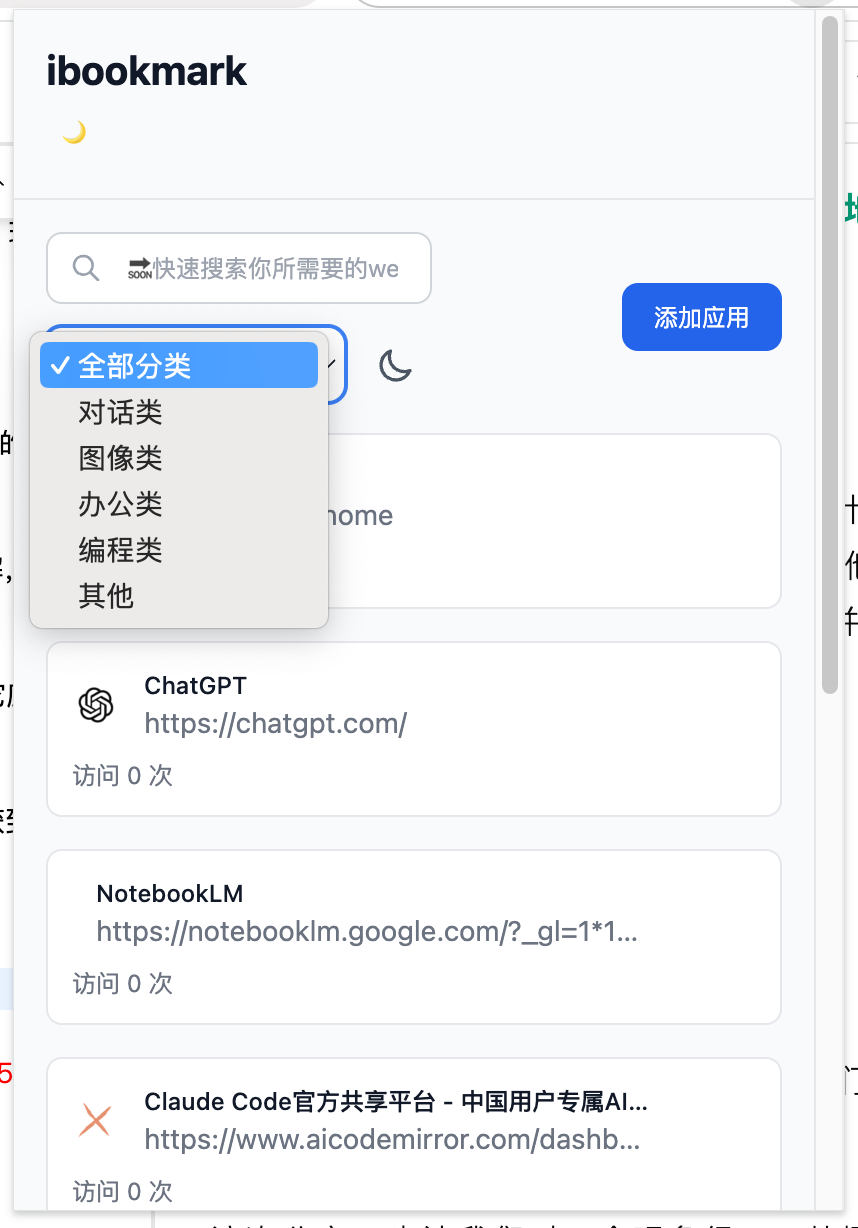 ibookmark
🌙
🔜快速搜索你所需要的we
添加应用
全部分类
对话类
图像类
办公类
编程类
其他
home
ChatGPT
https://chatgpt.com/
访问 0 次
NotebookLM
https://notebooklm.google.com/?_gl=1*1...
访问 0 次
Claude Code官方共享平台 - 中国用户专属AI...
https://www.aicodemirror.com/dashb...
访问 0 次